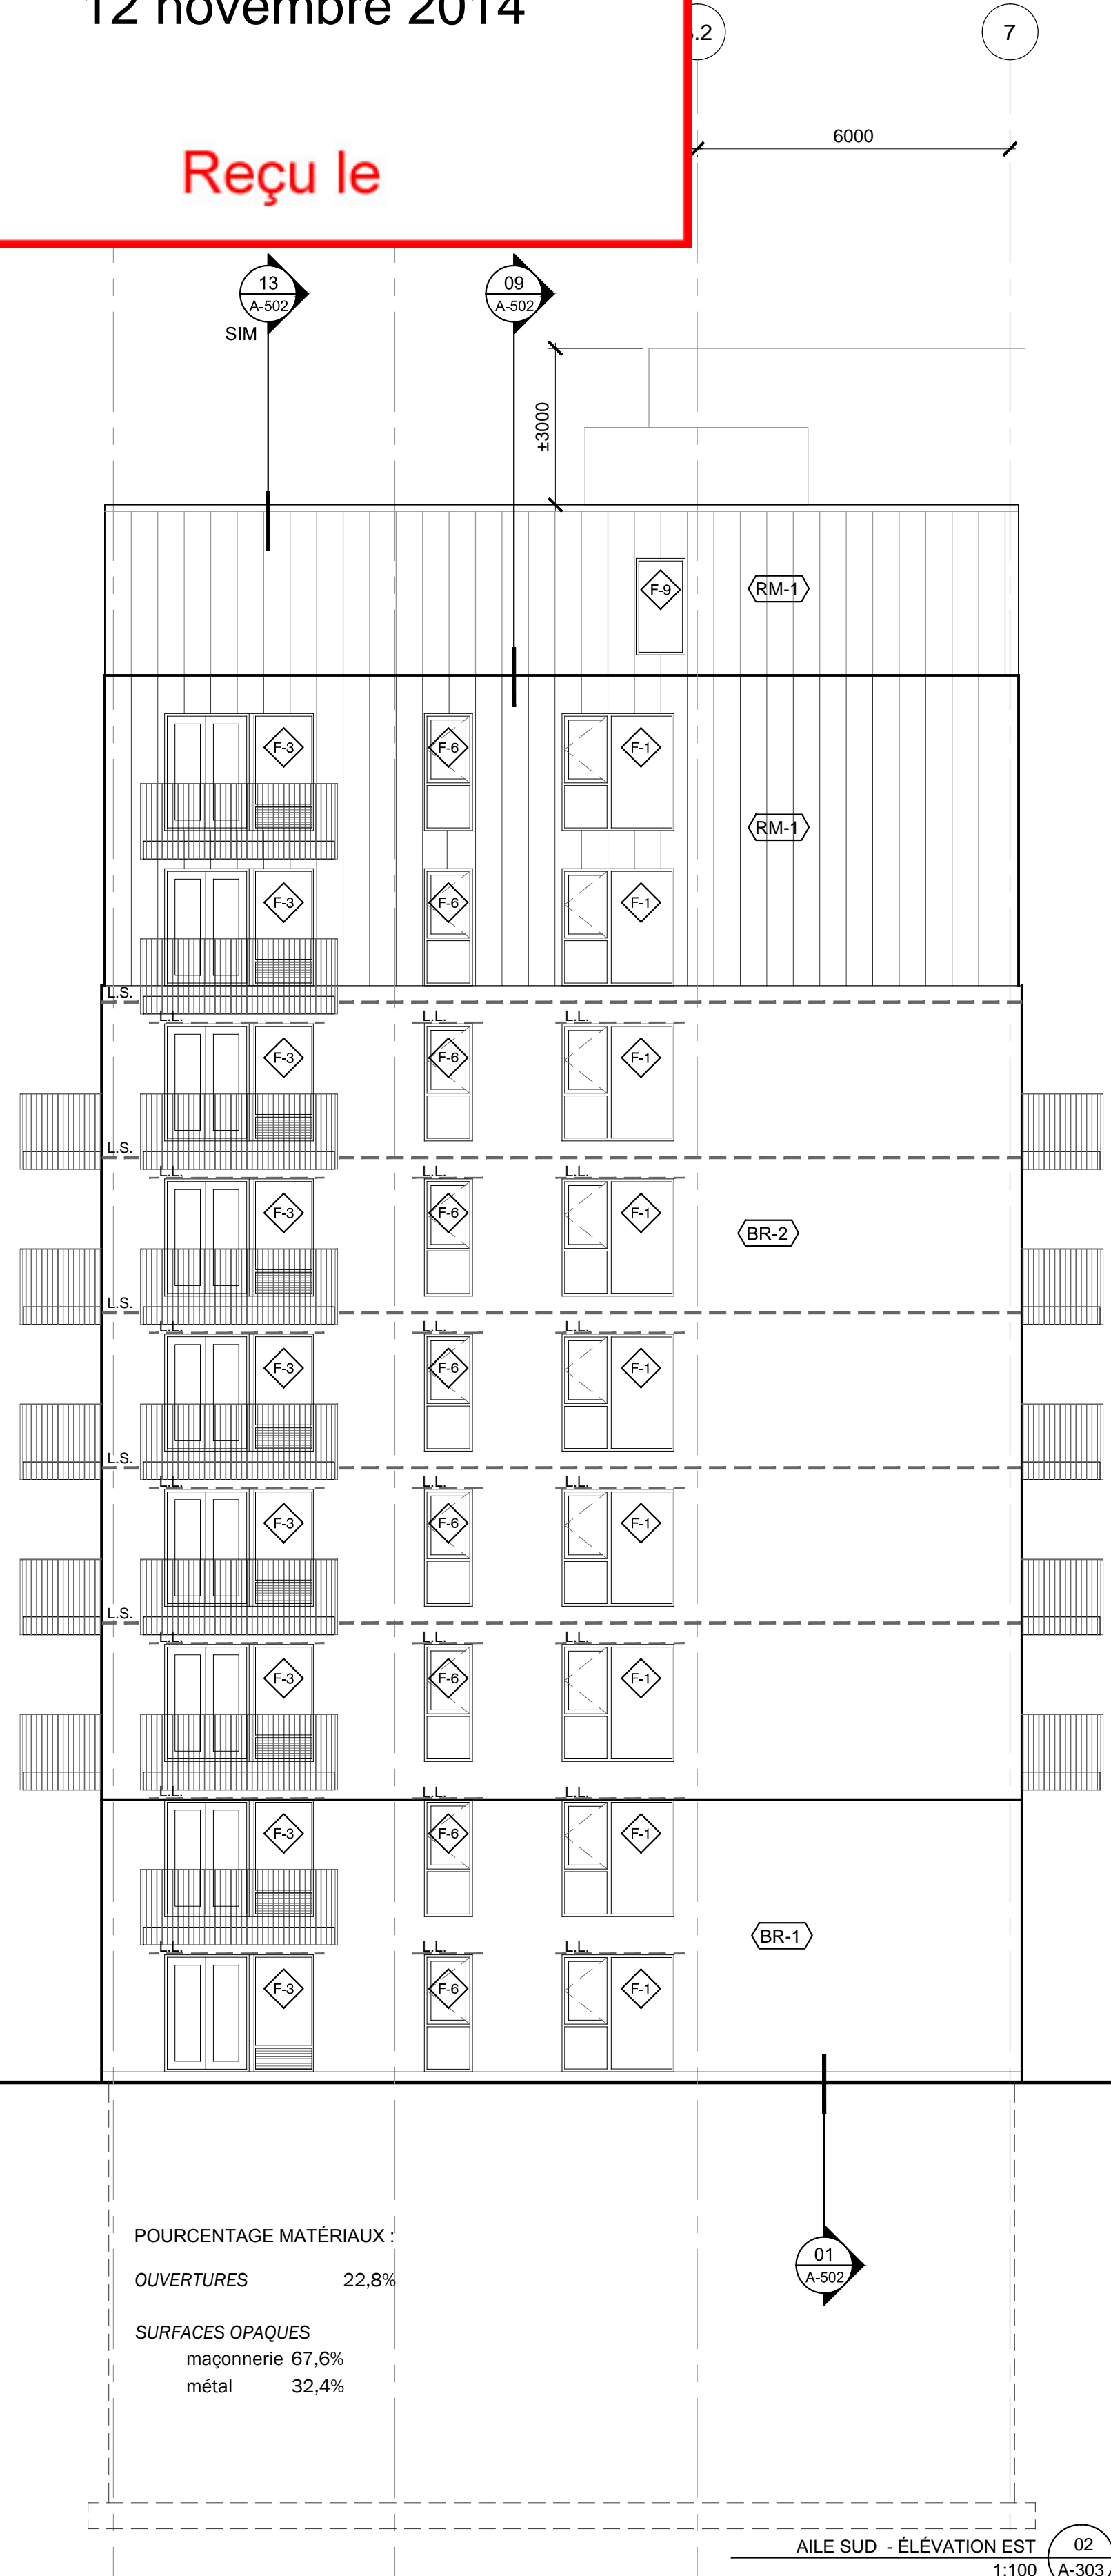 12 novembre 2014
7
6000
Reçu le
13
A-502
SIM
09
A-502
±3000
F-9
RM-1
F-3
F-6
F-1
RM-1
F-3
F-6
F-1
L.S.
L.L.
L.L.
L.L.
F-3
F-6
F-1
L.S.
L.L.
L.L.
L.L.
F-3
F-6
F-1
BR-2
L.S.
L.L.
L.L.
L.L.
F-3
F-6
F-1
L.S.
L.L.
L.L.
L.L.
F-3
F-6
F-1
L.S.
L.L.
L.L.
L.L.
F-3
F-6
F-1
L.L.
L.L.
L.L.
F-3
F-6
F-1
BR-1
L.L.
L.L.
L.L.
F-3
F-6
F-1
POURCENTAGE MATÉRIAUX :
OUVERTURES 22,8%
SURFACES OPAQUES
maçonnerie 67,6%
métal 32,4%
01
A-502
AILE SUD - ÉLÉVATION EST
1:100
02
A-303